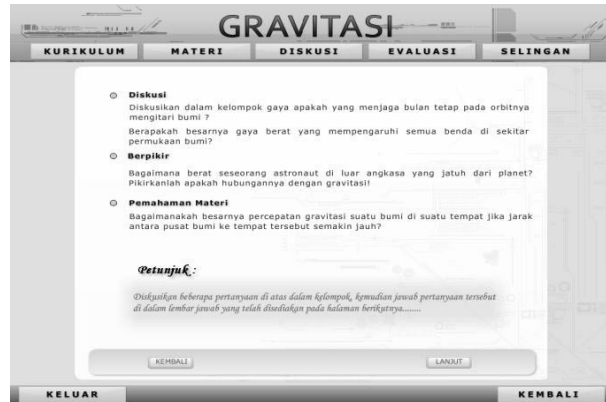 GRAVITASI
KURIKULUM MATERI DISKUSI EVALUASI SELINGAN
Diskusi
Diskusikan dalam kelompok gaya apakah yang menjaga bulan tetap pada orbitnya
mengitari bumi ?
Berapakah besarnya gaya berat yang mempengaruhi semua benda di sekitar
permukaan bumi?
Berpikir
Bagaimana berat seseorang astronaut di luar angkasa yang jatuh dari planet?
Pikirkanlah apakah hubungannya dengan gravitasi!
Pemahaman Materi
Bagaimanakah besarnya percepatan gravitasi suatu bumi di suatu tempat jika jarak
antara pusat bumi ke tempat tersebut semakin jauh?
Petunjuk :
Diskusikan beberapa pertanyaan di atas dalam kelompok, kemudian jawab pertanyaan tersebut
di dalam lembar jawab yang telah disediakan pada halaman berikutnya........
KEMBALI LANJUT
KELUAR KEMBALI